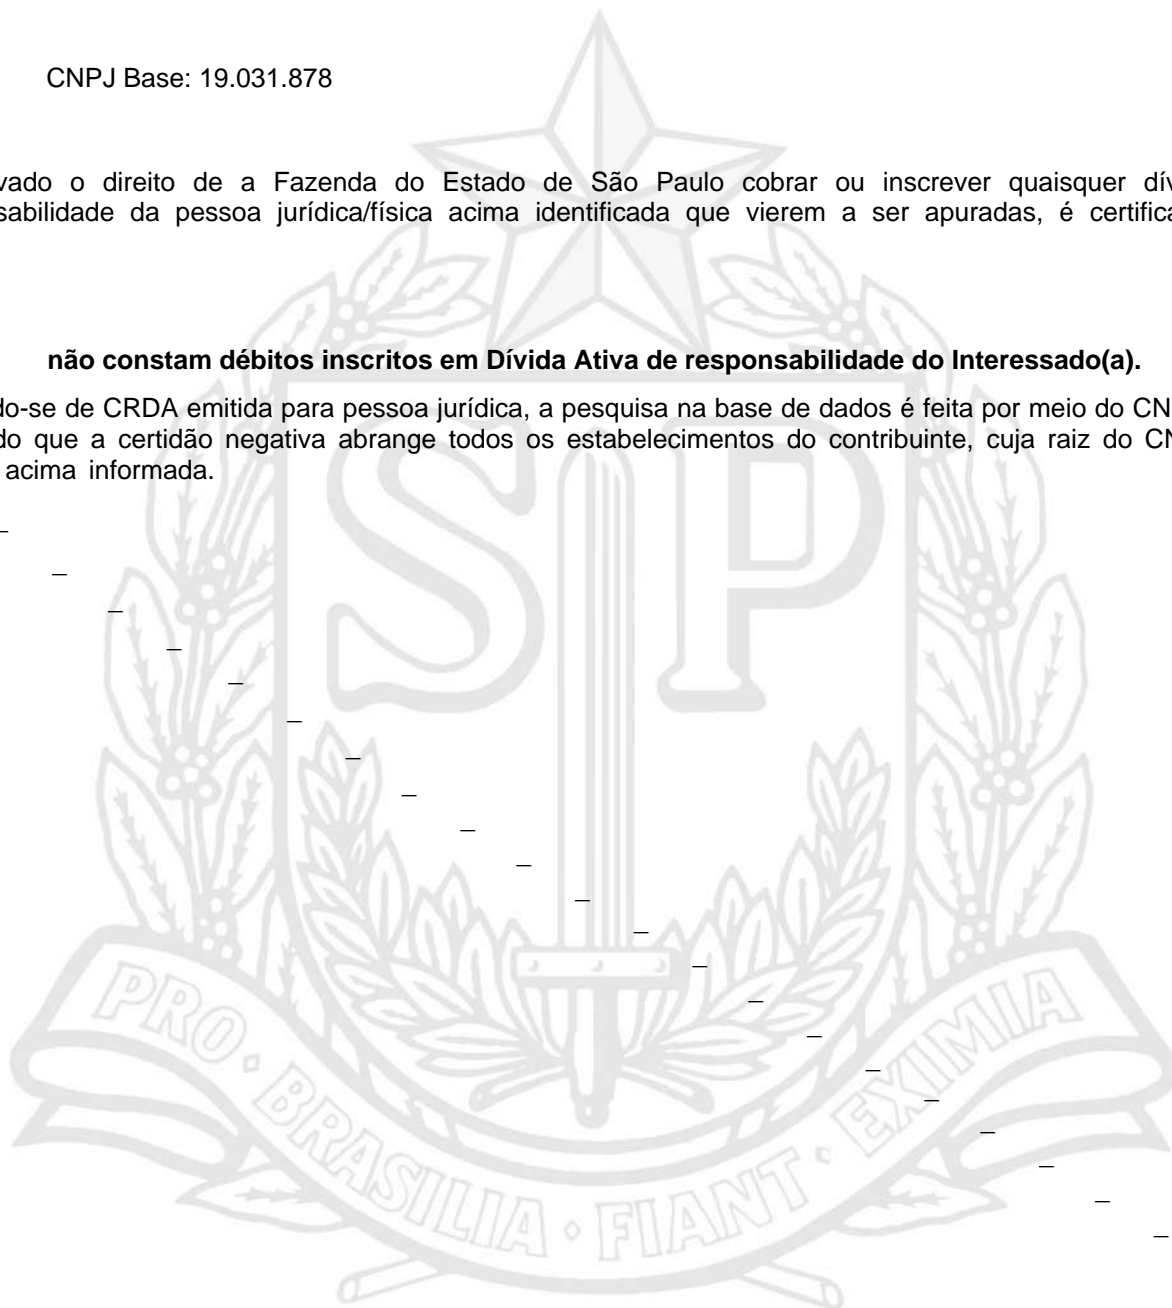 CNPJ Base: 19.031.878
vado o direito de a Fazenda do Estado de São Paulo cobrar ou inscrever quaisquer dív
sabilidade da pessoa jurídica/física acima identificada que vierem a ser apuradas, é certifica
não constam débitos inscritos em Dívida Ativa de responsabilidade do Interessado(a).
do-se de CRDA emitida para pessoa jurídica, a pesquisa na base de dados é feita por meio do CN
do que a certidão negativa abrange todos os estabelecimentos do contribuinte, cuja raiz do CN
acima informada.
SP
PRO • BRASILIA • FIANT • EXIMIA